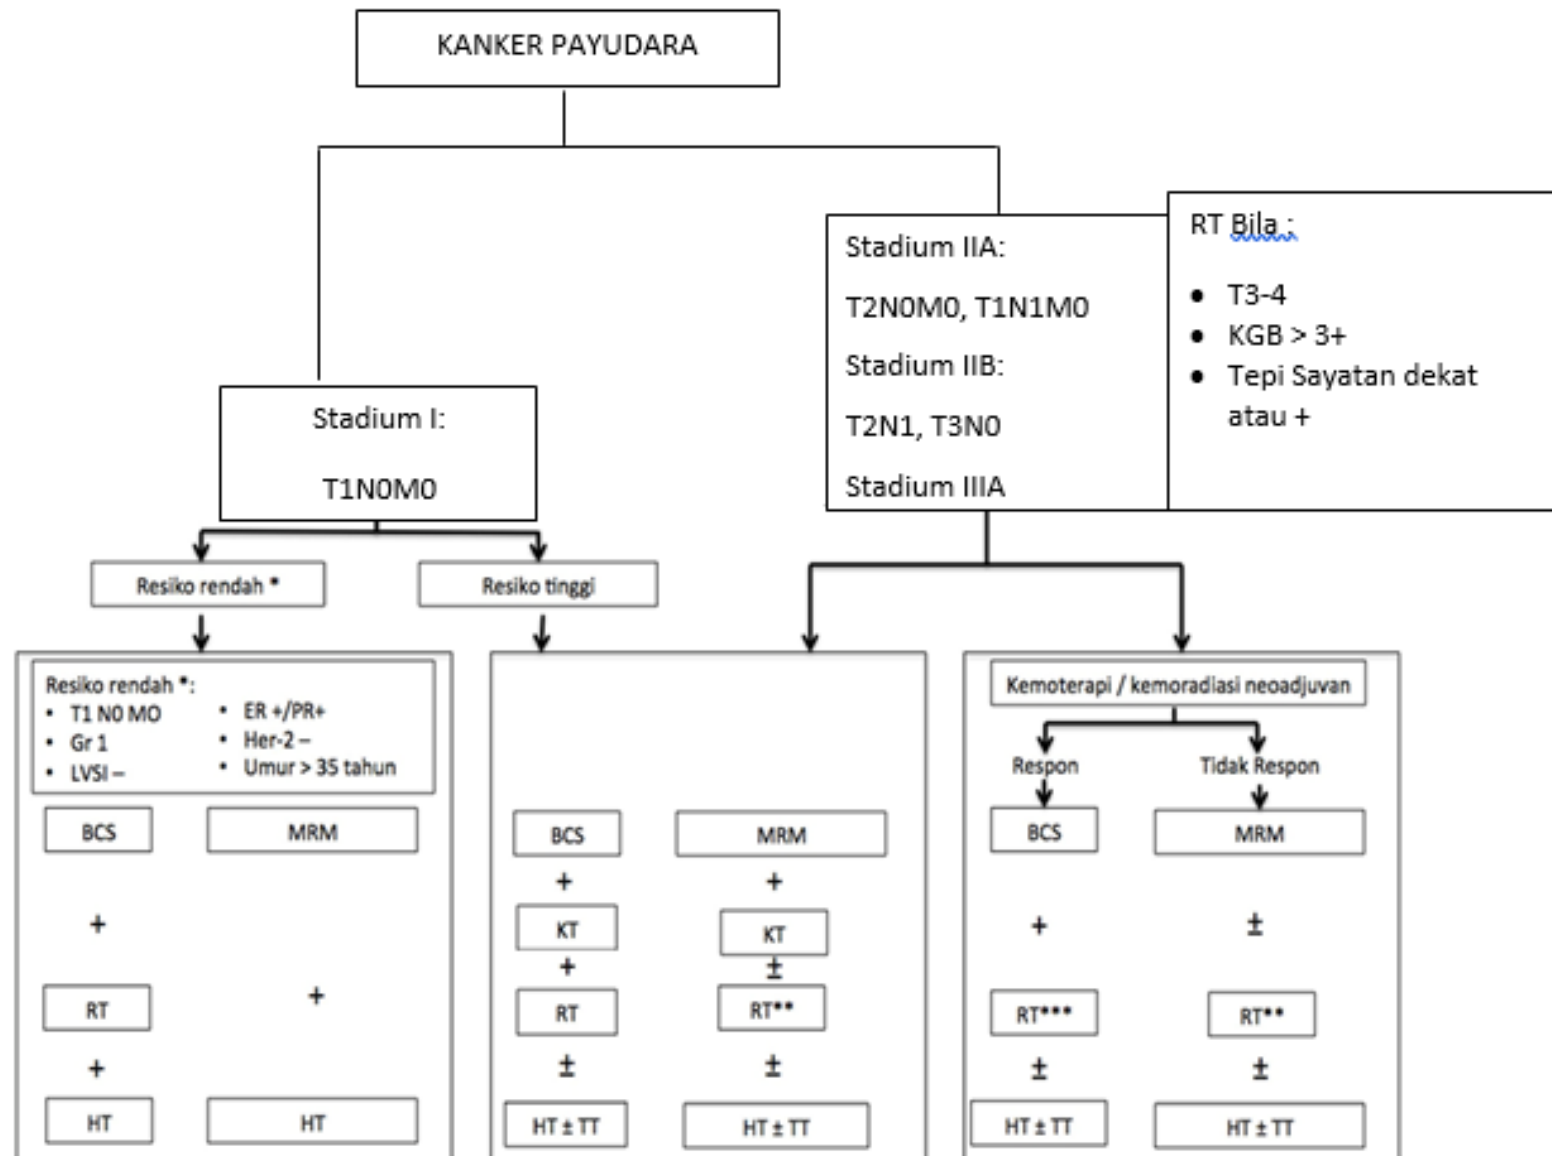 KANKER PAYUDARA
Stadium IIA:
T2N0M0, T1N1M0
Stadium IIB:
T2N1, T3N0
Stadium IIIA
RT Bila :
• T3-4
• KGB > 3+
• Tepi Sayatan dekat
atau +
Stadium I:
T1N0M0
Resiko rendah *
Resiko tinggi
Resiko rendah *:
• T1 N0 MO
• Gr 1
• LVSI –
• ER +/PR+
• Her-2 –
• Umur > 35 tahun
BCS
+
RT
+
HT
MRM
+
HT
BCS
+
KT
+
RT
±
HT ± TT
MRM
+
KT
±
RT**
±
HT ± TT
Kemoterapi / kemoradiasi neoadjuvan
Respon
Tidak Respon
BCS
+
RT***
±
HT ± TT
MRM
±
RT**
±
HT ± TT